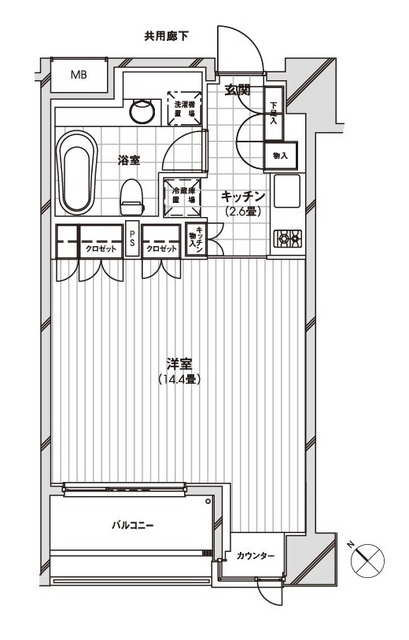 共用廊下
MB
玄関
洗濯機
置場
下足入
物入
浴室
冷蔵庫
置場
キッチン
(2.6畳)
クロゼット
PS
クロゼット
キッチン
物入
洋室
(14.4畳)
バルコニー
カウンター
N